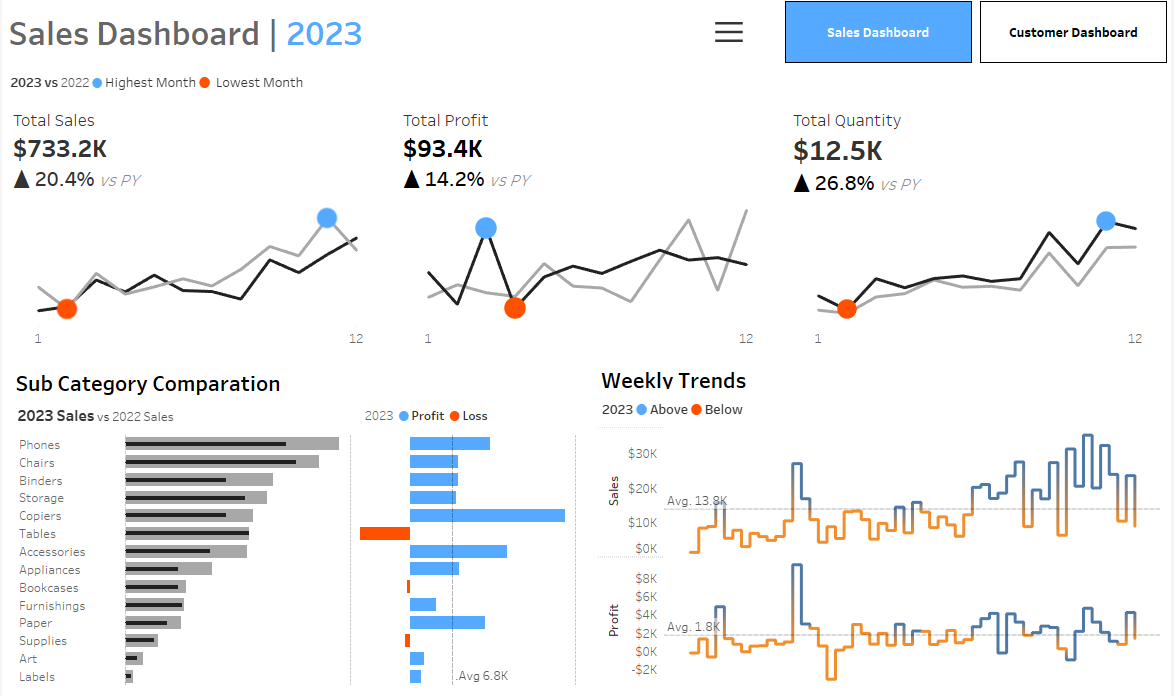 Sales Dashboard | 2023
Sales Dashboard
Customer Dashboard
2023 vs 2022 Highest Month Lowest Month
Total Sales
$733.2K
▲ 20.4% vs PY
1
12
Total Profit
$93.4K
▲ 14.2% vs PY
1
12
Total Quantity
$12.5K
▲ 26.8% vs PY
1
12
Sub Category Comparation
2023 Sales vs 2022 Sales
2023 Profit Loss
Phones
Chairs
Binders
Storage
Copiers
Tables
Accessories
Appliances
Bookcases
Furnishings
Paper
Supplies
Art
Labels
Avg 6.8K
Weekly Trends
2023 Above Below
Sales
$30K
$20K
$10K
$0K
Avg. 13.8K
Profit
$8K
$6K
$4K
$2K
$0K
-$2K
Avg. 1.8K